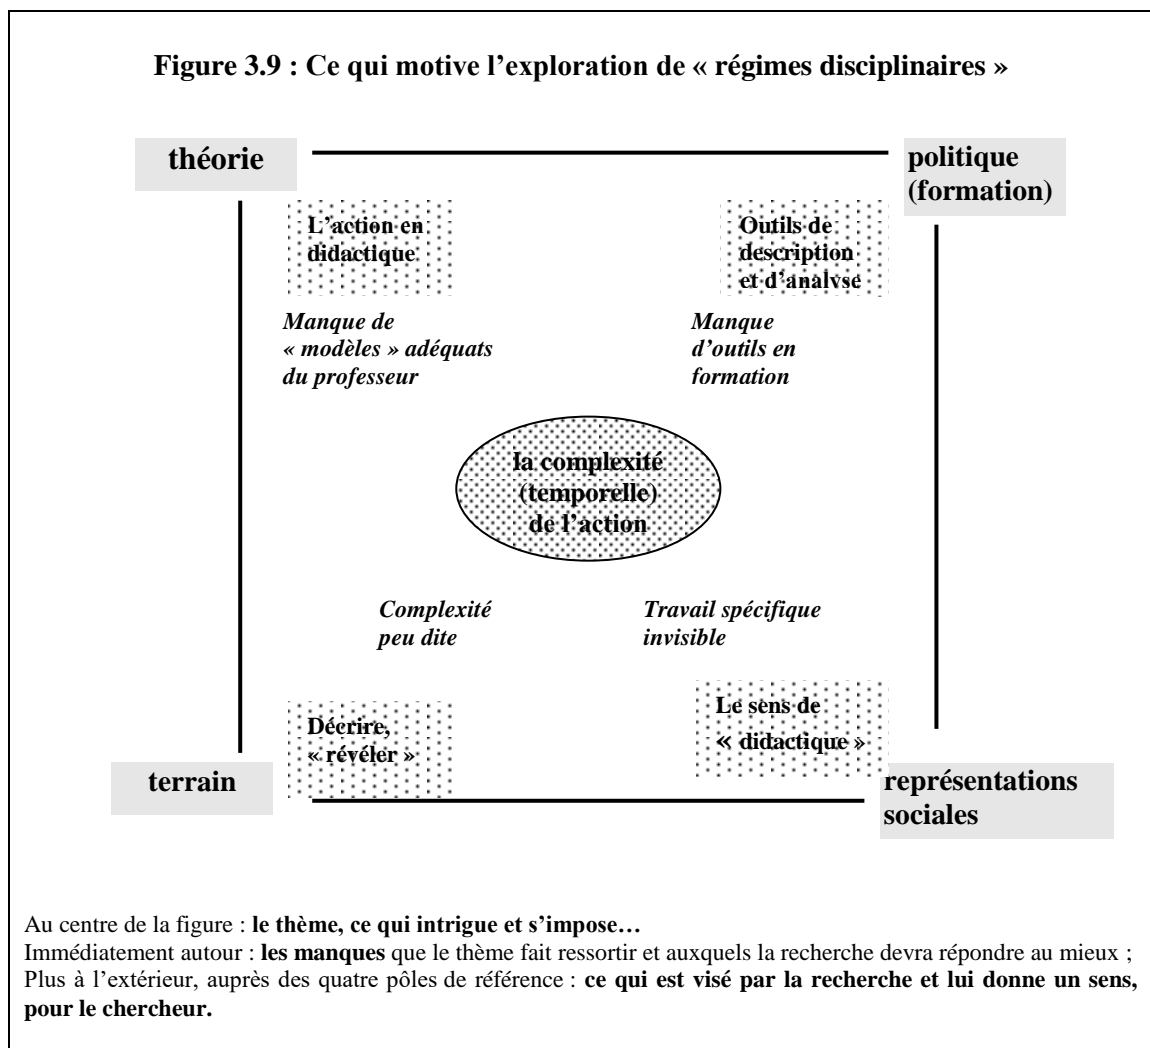 Figure 3.9 : Ce qui motive l’exploration de « régimes disciplinaires »
théorie
politique
(formation)
L’action en
didactique
Outils de
description
et d’analyse
Manque de
« modèles » adéquats
du professeur
Manque
d’outils en
formation
la complexité
(temporelle)
de l’action
Complexité
peu dite
Travail spécifique
invisible
Décrire,
« révéler »
Le sens de
« didactique »
terrain
représentations
sociales
Au centre de la figure : le thème, ce qui intrigue et s’impose…
Immédiatement autour : les manques que le thème fait ressortir et auxquels la recherche devra répondre au mieux ;
Plus à l’extérieur, auprès des quatre pôles de référence : ce qui est visé par la recherche et lui donne un sens,
pour le chercheur.